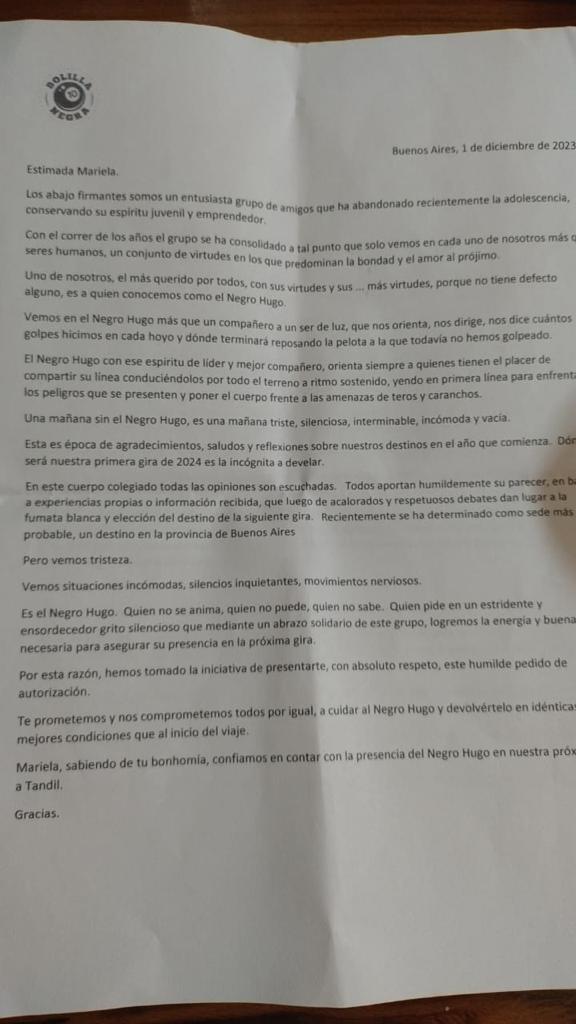 BOLILLA
10
NEGRA
Buenos Aires, 1 de diciembre de 2023
Estimada Mariela.
Los abajo firmantes somos un entusiasta grupo de amigos que ha abandonado recientemente la adolescencia,
conservando su espiritu juvenil y emprendedor.
Con el correr de los años el grupo se ha consolidado a tal punto que solo vemos en cada uno de nosotros más
seres humanos, un conjunto de virtudes en los que predominan la bondad y el amor al prójimo.
Uno de nosotros, el más querido por todos, con sus virtudes y sus ... más virtudes, porque no tiene defecto
alguno, es a quien conocemos como el Negro Hugo.
Vemos en el Negro Hugo más que un compañero a un ser de luz, que nos orienta, nos dirige, nos dice cuántos
golpes hicimos en cada hoyo y dónde terminará reposando la pelota a la que todavía no hemos golpeado.
El Negro Hugo con ese espiritu de líder y mejor compañero, orienta siempre a quienes tienen el placer de
compartir su línea conduciéndolos por todo el terreno a ritmo sostenido, yendo en primera línea para enfrenta
los peligros que se presenten y poner el cuerpo frente a las amenazas de teros y caranchos.
Una mañana sin el Negro Hugo, es una mañana triste, silenciosa, interminable, incómoda y vacía.
Esta es época de agradecimientos, saludos y reflexiones sobre nuestros destinos en el año que comienza. Dón
será nuestra primera gira de 2024 es la incógnita a develar.
En este cuerpo colegiado todas las opiniones son escuchadas. Todos aportan humildemente su parecer, en ba
a experiencias propias o información recibida, que luego de acalorados y respetuosos debates dan lugar a la
fumata blanca y elección del destino de la siguiente gira. Recientemente se ha determinado como sede más
probable, un destino en la provincia de Buenos Aires
Pero vemos tristeza.
Vemos situaciones incómodas, silencios inquietantes, movimientos nerviosos.
Es el Negro Hugo. Quien no se anima, quien no puede, quien no sabe. Quien pide en un estridente y
ensordecedor grito silencioso que mediante un abrazo solidario de este grupo, logremos la energía y buena
necesaria para asegurar su presencia en la próxima gira.
Por esta razón, hemos tomado la iniciativa de presentarte, con absoluto respeto, este humilde pedido de
autorización.
Te prometemos y nos comprometemos todos por igual, a cuidar al Negro Hugo y devolvértelo en idénticas
mejores condiciones que al inicio del viaje.
Mariela, sabiendo de tu bonhomía, confiamos en contar con la presencia del Negro Hugo en nuestra próx
a Tandil.
Gracias.